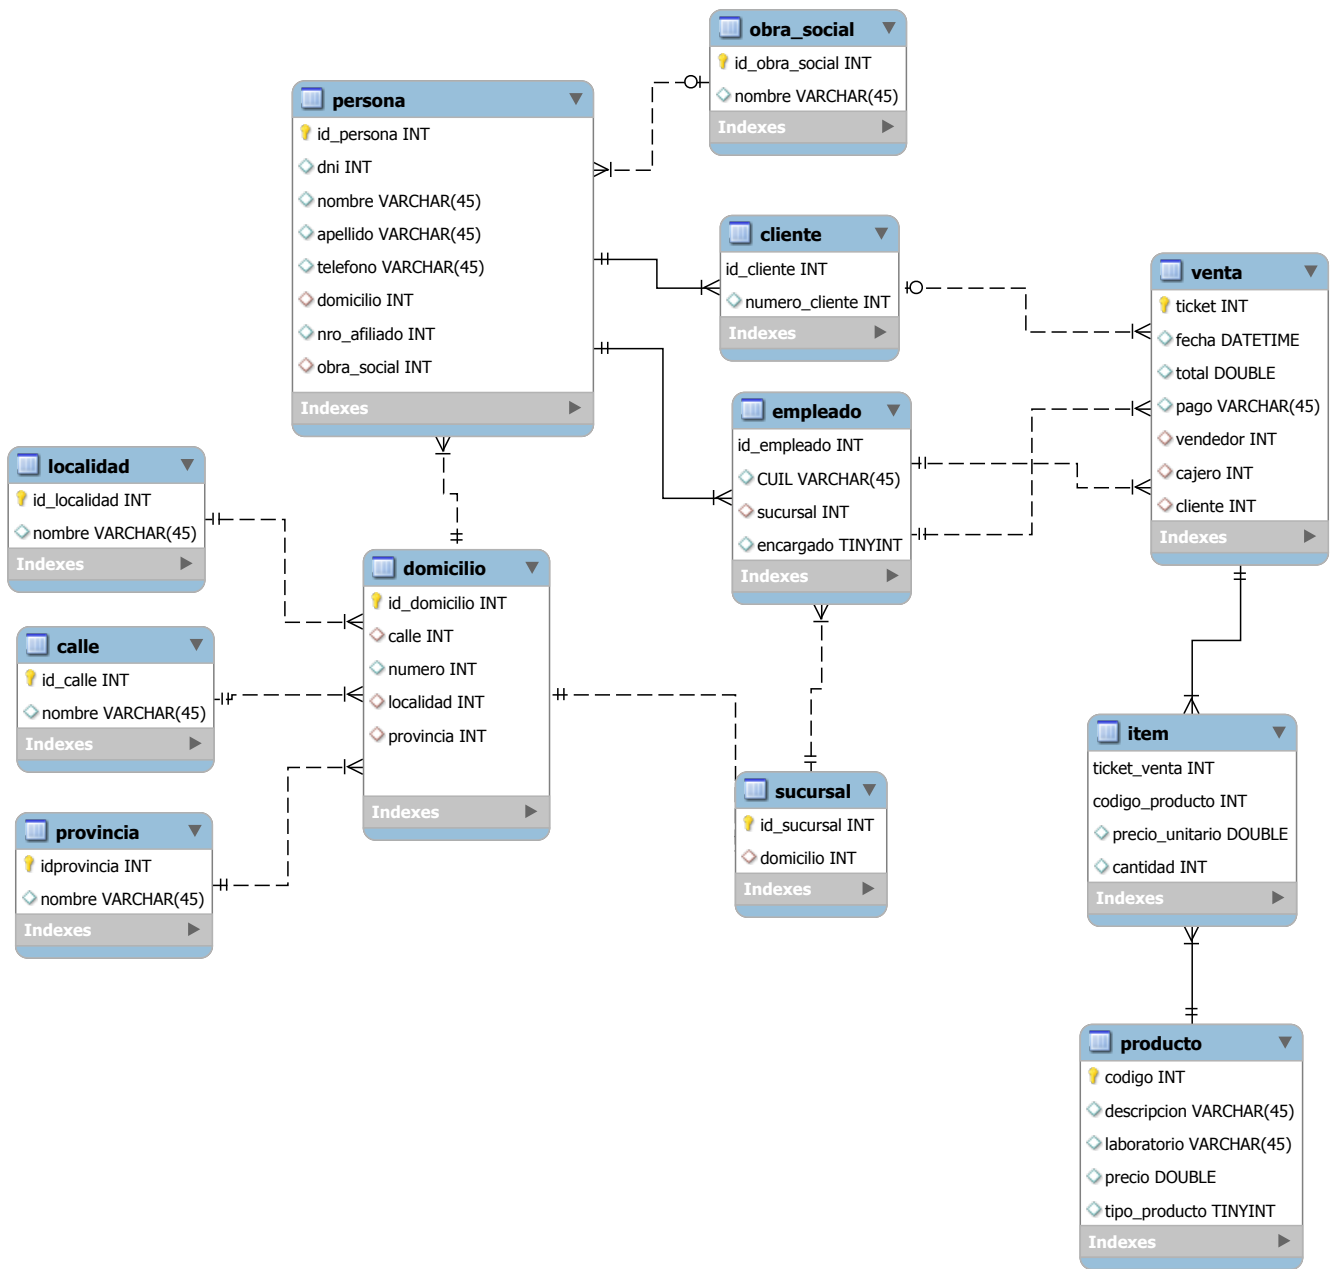 obra_social
id_obra_social INT
nombre VARCHAR(45)
Indexes
persona
id_persona INT
dni INT
nombre VARCHAR(45)
apellido VARCHAR(45)
telefono VARCHAR(45)
domicilio INT
nro_afiliado INT
obra_social INT
Indexes
cliente
id_cliente INT
numero_cliente INT
Indexes
venta
ticket INT
fecha DATETIME
total DOUBLE
pago VARCHAR(45)
vendedor INT
cajero INT
cliente INT
Indexes
empleado
id_empleado INT
CUIL VARCHAR(45)
sucursal INT
encargado TINYINT
Indexes
localidad
id_localidad INT
nombre VARCHAR(45)
Indexes
domicilio
id_domicilio INT
calle INT
numero INT
localidad INT
provincia INT
Indexes
calle
id_calle INT
nombre VARCHAR(45)
Indexes
provincia
idprovincia INT
nombre VARCHAR(45)
Indexes
sucursal
id_sucursal INT
domicilio INT
Indexes
item
ticket_venta INT
codigo_producto INT
precio_unitario DOUBLE
cantidad INT
Indexes
producto
codigo INT
descripcion VARCHAR(45)
laboratorio VARCHAR(45)
precio DOUBLE
tipo_producto TINYINT
Indexes